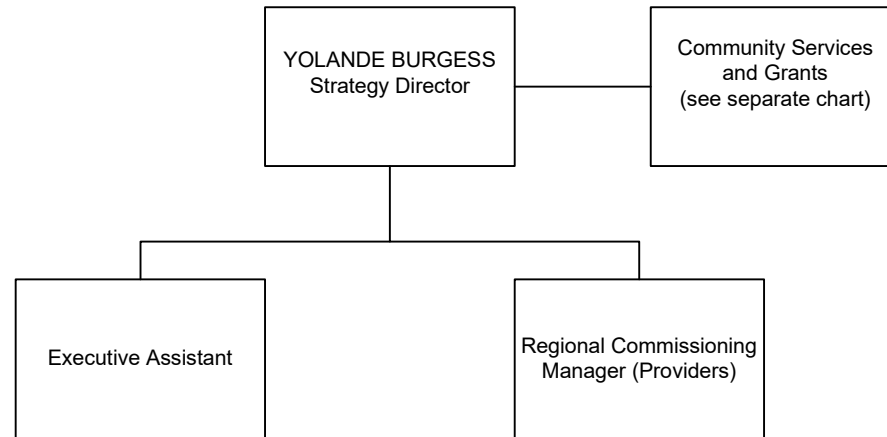 YOLANDE BURGESS
Strategy Director
Community Services
and Grants
(see separate chart)
Executive Assistant
Regional Commissioning
Manager (Providers)